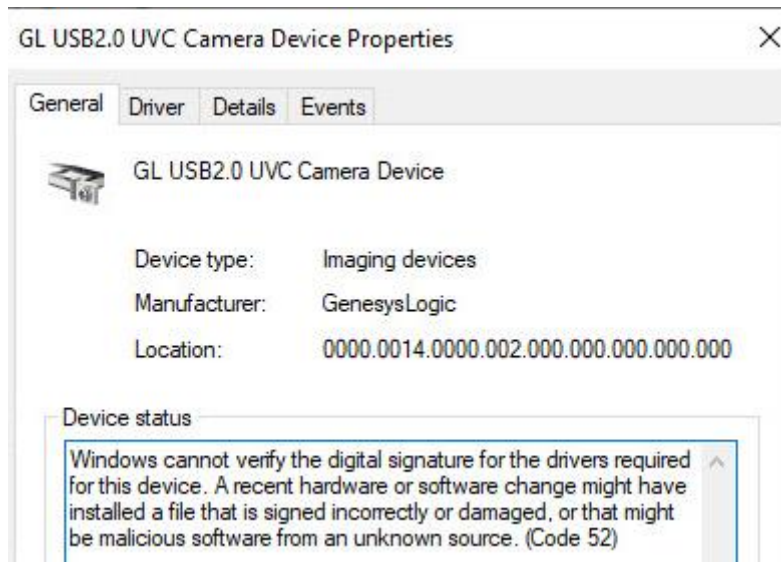 GL USB2.0 UVC Camera Device Properties
General Driver Details Events
GL USB2.0 UVC Camera Device
Device type: Imaging devices
Manufacturer: GenesysLogic
Location: 0000.0014.0000.002.000.000.000.000.000
Device status
Windows cannot verify the digital signature for the drivers required
for this device. A recent hardware or software change might have
installed a file that is signed incorrectly or damaged, or that might
be malicious software from an unknown source. (Code 52)